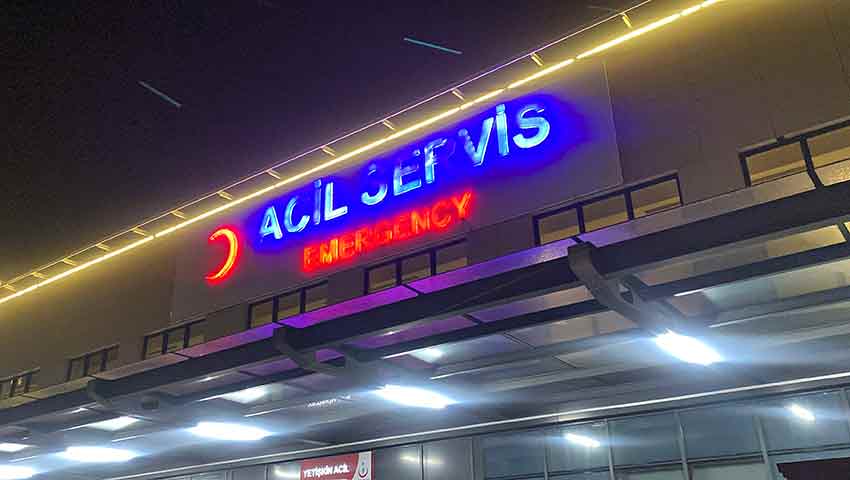 ACİL SERVİS
EMERGENCY
YETİŞKİN ACİL